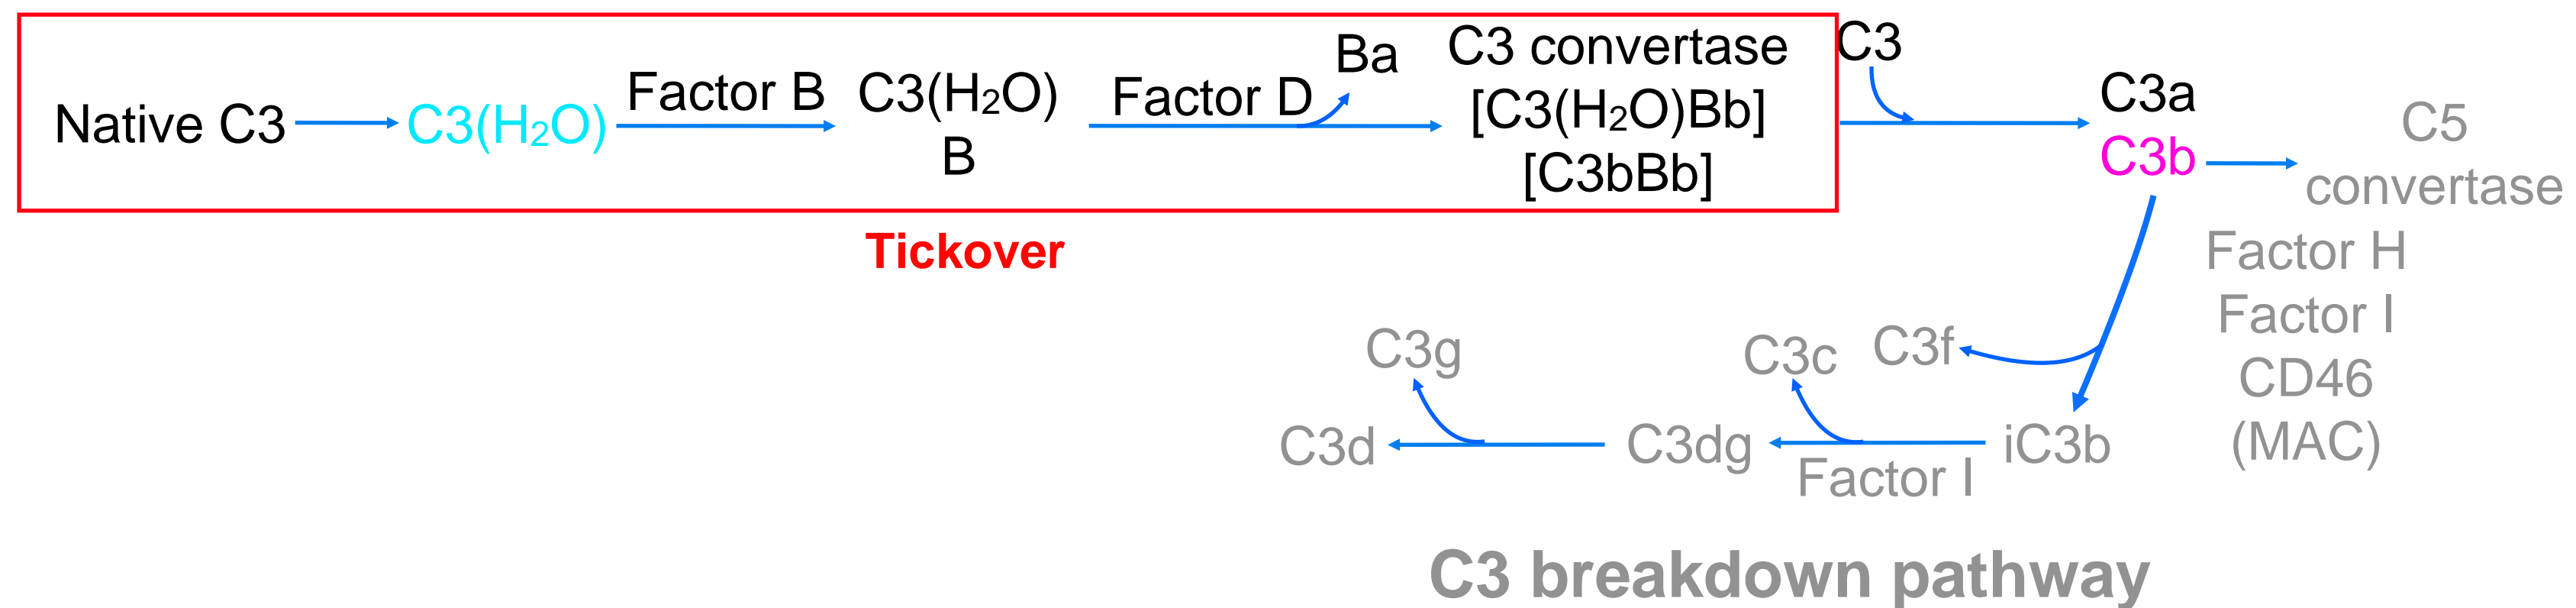 Native C3
C3(H2O)
Factor B
C3(H2O)
B
Factor D
Ba
C3 convertase
[C3(H2O)Bb]
[C3bBb]
C3
C3a
C3b
C5
convertase
Tickover
Factor H
Factor I
CD46
(MAC)
C3g
C3c
C3f
C3d
C3dg
Factor I
iC3b
C3 breakdown pathway